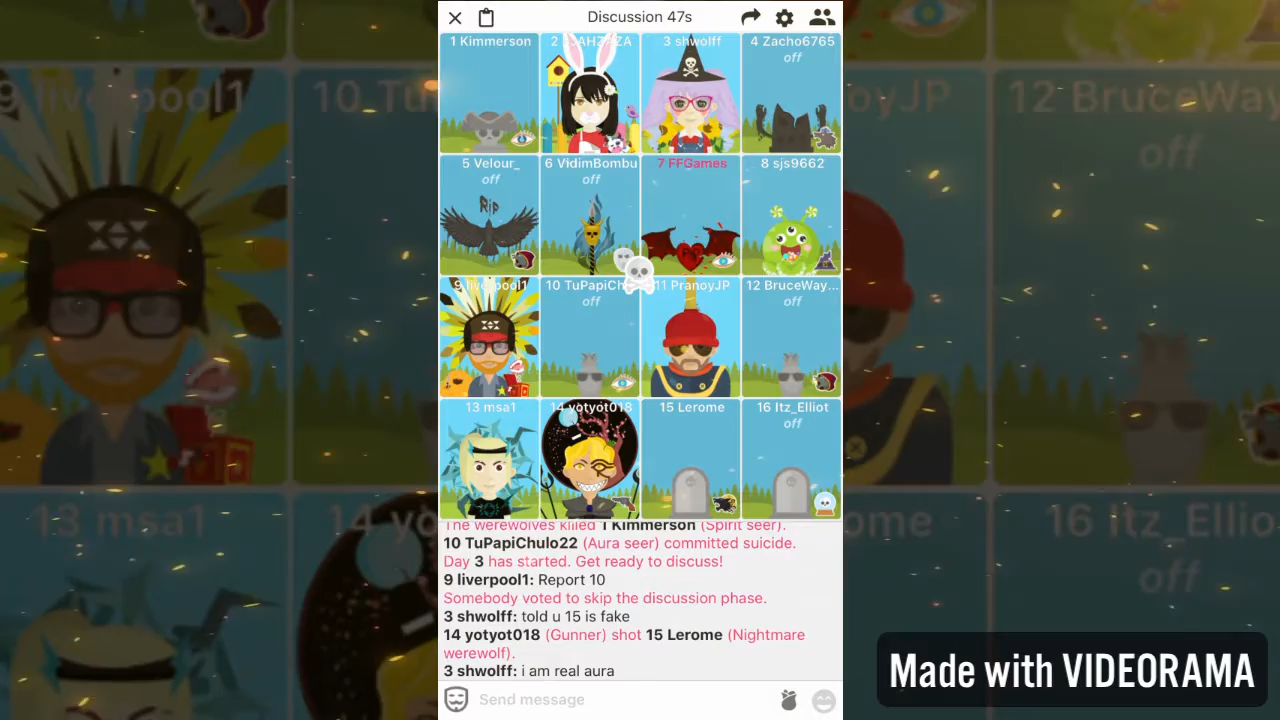 Discussion 47s
1 Kimmerson
3 shwolff
4 Zacho6765
off
5 Velour_
off
6 VidimBombu
off
7 FFGames
8 sjs9662
Rip
9 liverpool1
10 TuPapiCh
off
11 PranoyJP
12 BruceWay...
off
13 msa1
14 yotyot018
15 Lerome
16 Itz_Elliot
off
The werewolves killed 1 Kimmerson (Spirit seer).
10 TuPapiChulo22 (Aura seer) committed suicide.
Day 3 has started. Get ready to discuss!
9 liverpool1: Report 10
Somebody voted to skip the discussion phase.
3 shwolff: told u 15 is fake
14 yotyot018 (Gunner) shot 15 Lerome (Nightmare
werewolf).
3 shwolff: i am real aura
Send message
Made with VIDEORAMA